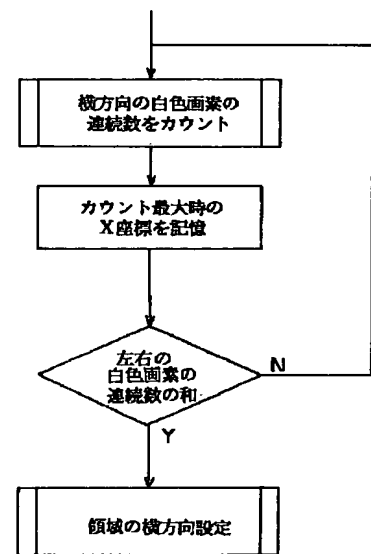 横方向の白色画素の
連続数をカウント
カウント最大時の
X座標を記憶
左右の
白色画素の
連続数の和
N
Y
領域の横方向設定